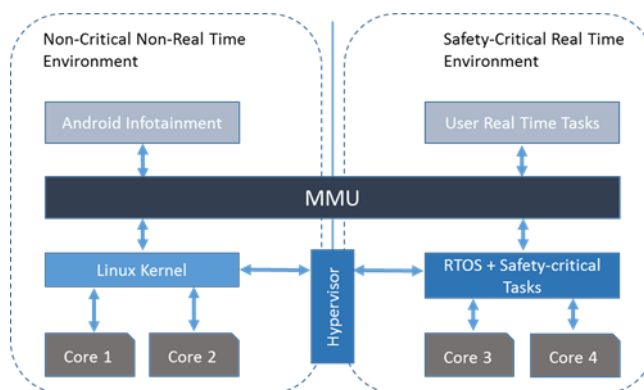 Non-Critical Non-Real Time
Environment
Safety-Critical Real Time
Environment
Android Infotainment
User Real Time Tasks
MMU
Linux Kernel
Hypervisor
RTOS + Safety-critical
Tasks
Core 1
Core 2
Core 3
Core 4